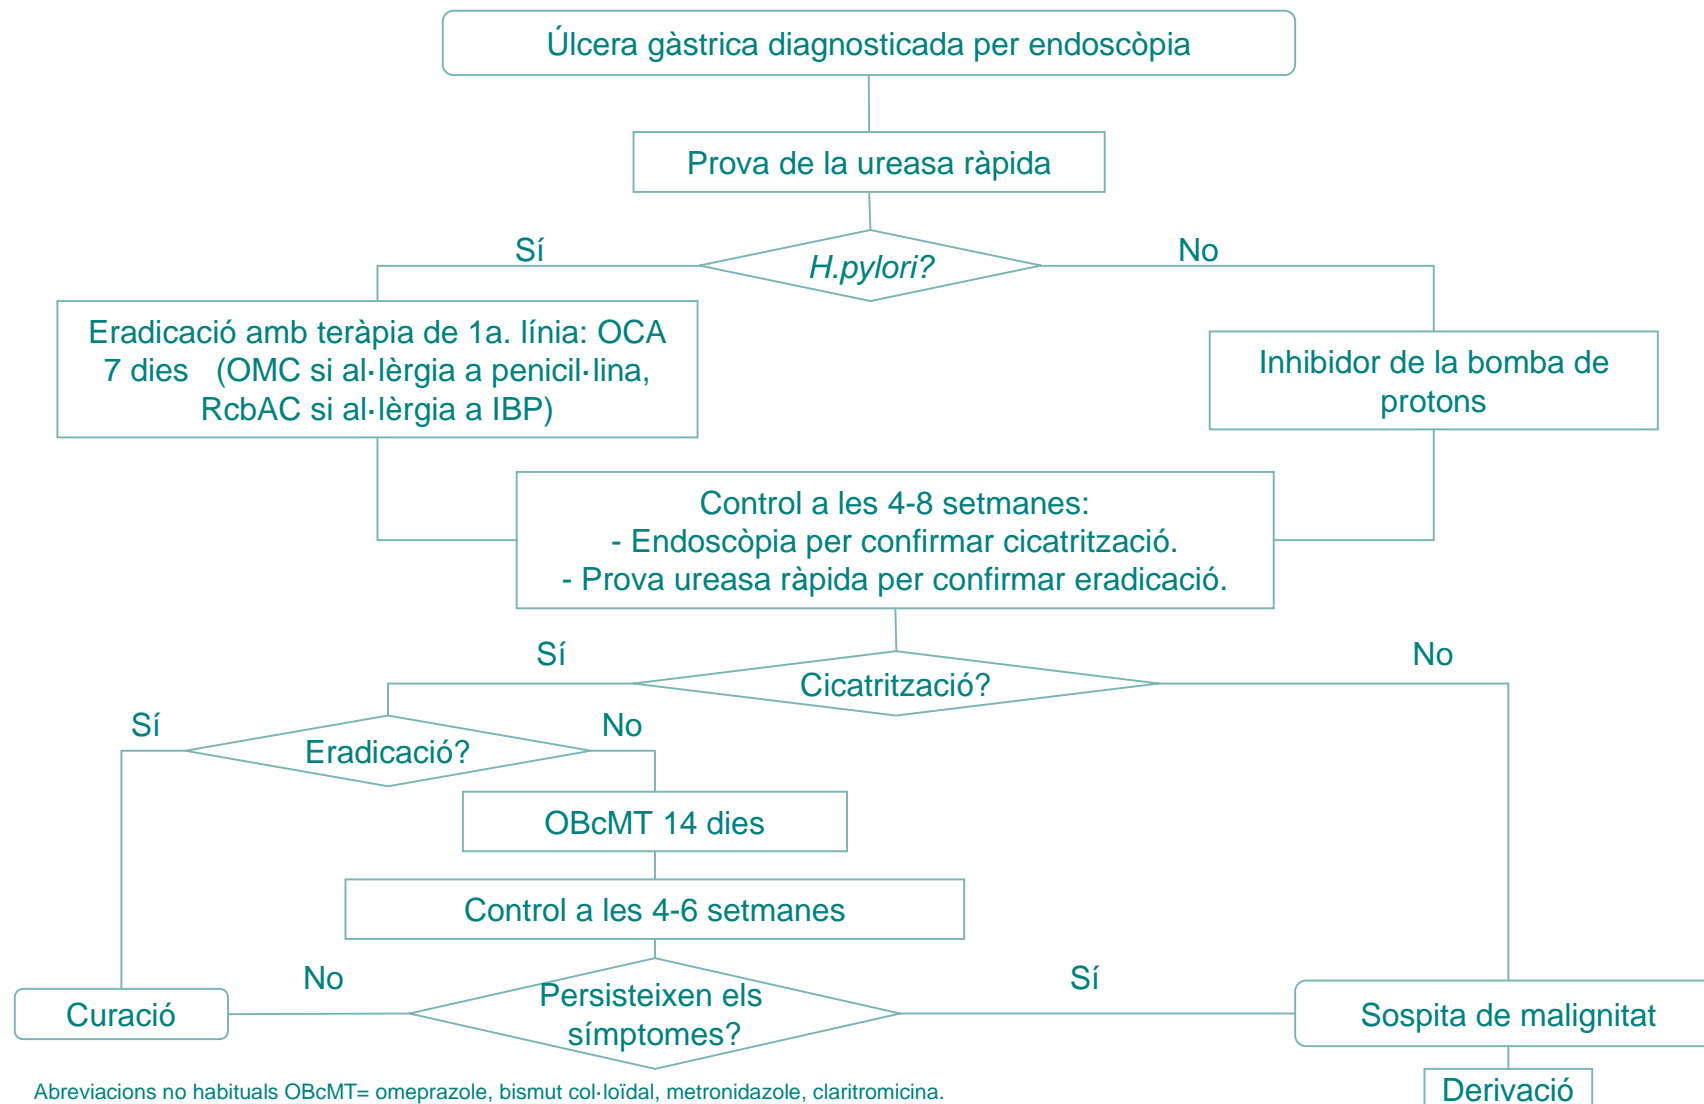 Úlcera gàstrica diagnosticada per endoscòpia
Prova de la ureasa ràpida
Sí
No
H.pylori?
Eradicació amb teràpia de 1a. línia: OCA
7 dies (OMC si al·lèrgia a penicil·lina,
RcbAC si al·lèrgia a IBP)
Inhibidor de la bomba de
protons
Control a les 4-8 setmanes:
- Endoscòpia per confirmar cicatrització.
- Prova ureasa ràpida per confirmar eradicació.
Sí
No
Cicatrització?
Sí
No
Eradicació?
OBcMT 14 dies
Control a les 4-6 setmanes
No
Sí
Persisteixen els
símptomes?
Curació
Sospita de malignitat
Derivació
Abreviacions no habituals OBcMT= omeprazole, bismut col·loïdal, metronidazole, claritromicina.